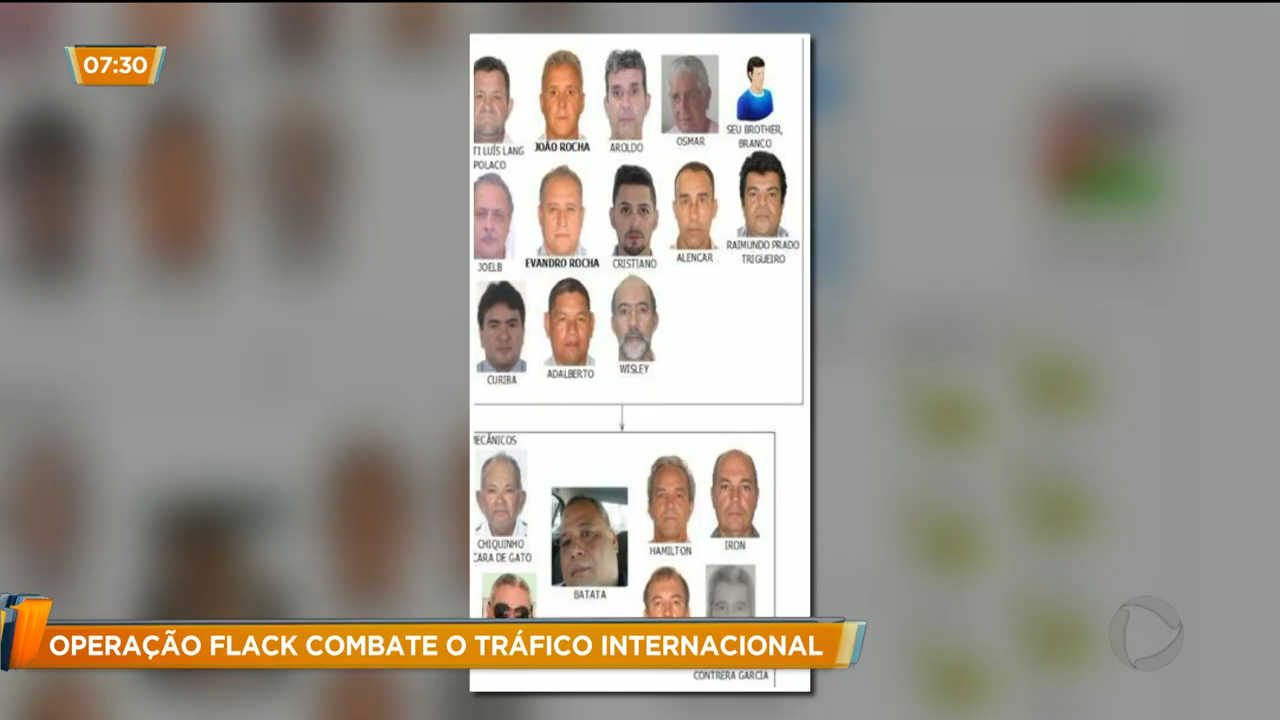 07:30
TI LUÍS LANG
POLACO
JOÃO ROCHA
AROLDO
OSMAR
SEU BROTHER,
BRANCO
JOELB
EVANDRO ROCHA
CRISTIANO
ALENCAR
RAIMUNDO PRADO
TRIGUEIRO
CURIBA
ADALBERTO
WISLEY
MECÂNICOS
CHIQUINHO
CARA DE GATO
BATATA
HAMILTON
IRON
OPERAÇÃO FLACK COMBATE O TRÁFICO INTERNACIONAL
CONTRERA GARCIA